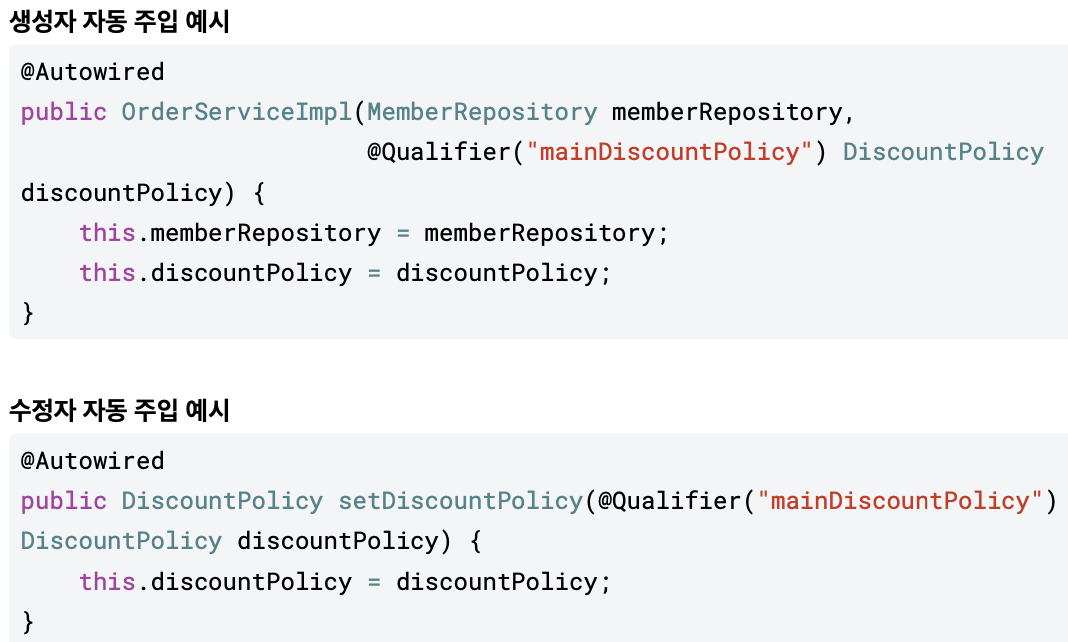 생성자 자동 주입 예시
@Autowired
public OrderServiceImpl(MemberRepository memberRepository,
                        @Qualifier("mainDiscountPolicy") DiscountPolicy
discountPolicy) {
    this.memberRepository = memberRepository;
    this.discountPolicy = discountPolicy;
}
수정자 자동 주입 예시
@Autowired
public DiscountPolicy setDiscountPolicy(@Qualifier("mainDiscountPolicy")
DiscountPolicy discountPolicy) {
    this.discountPolicy = discountPolicy;
}